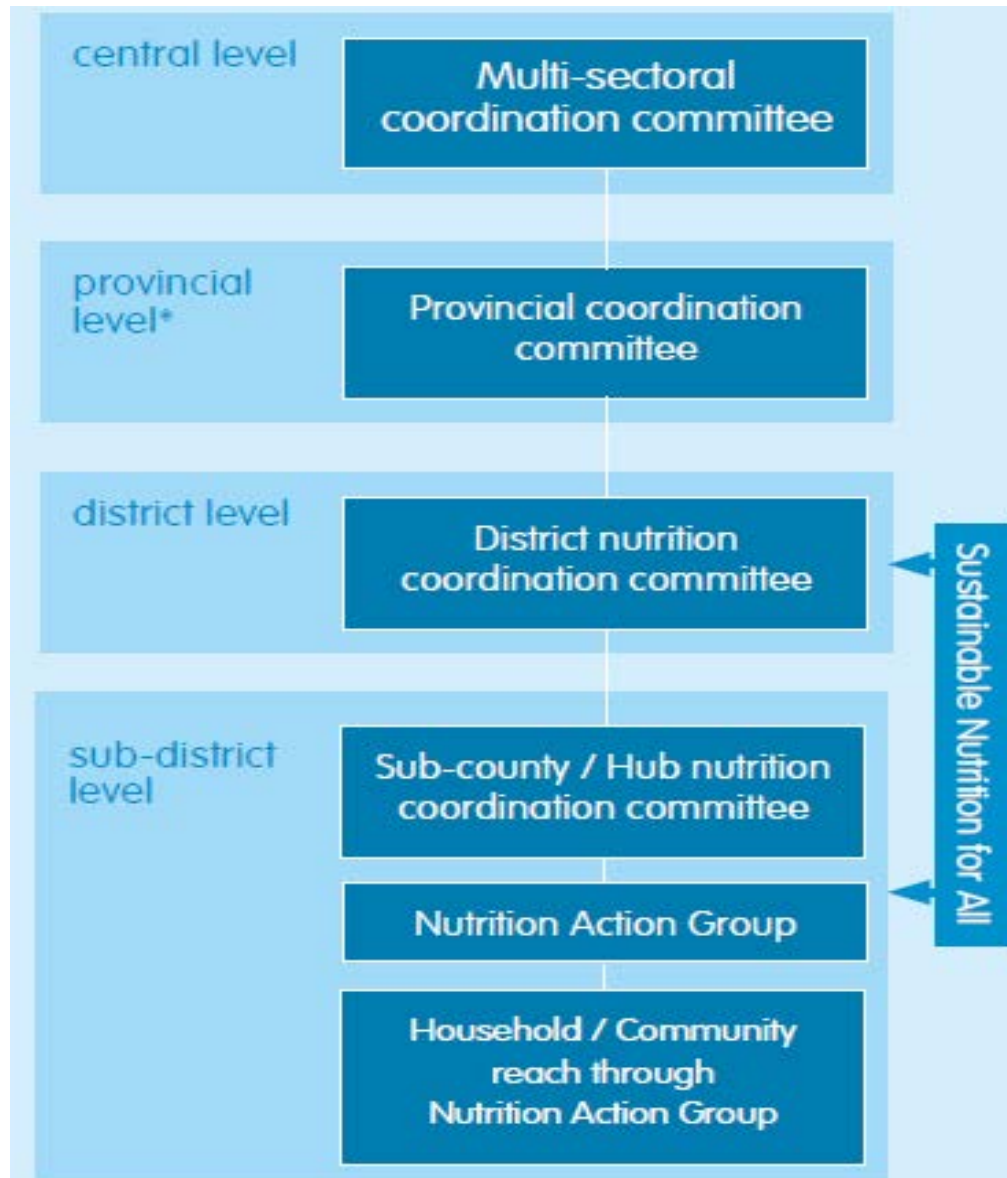 central level
Multi-sectoral
coordination committee
provincial
level*
Provincial coordination
committee
district level
District nutrition
coordination committee
sub-district
level
Sub-county / Hub nutrition
coordination committee
Nutrition Action Group
Household / Community
reach through
Nutrition Action Group
Sustainable Nutrition for All